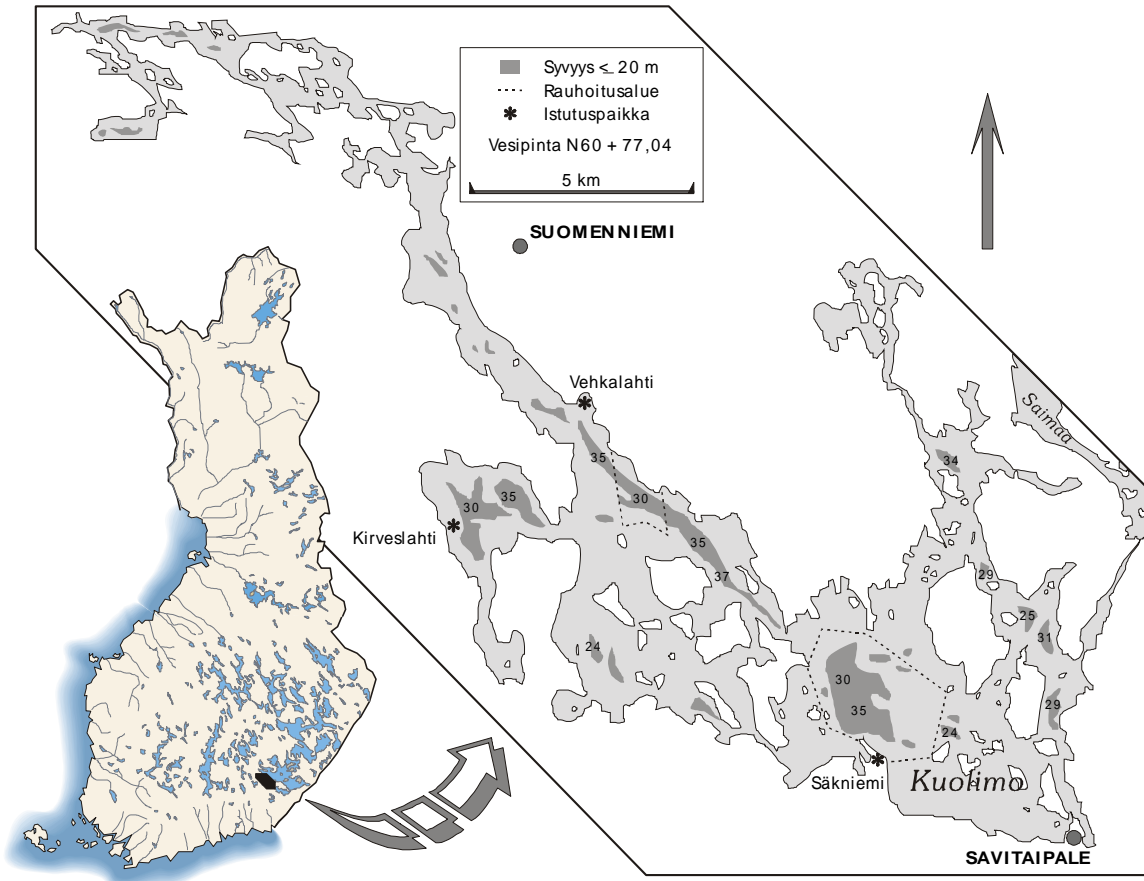 Syvyys ≤ 20 m
Rauhoitusalue
Istutuspaikka
Vesipinta N60 + 77,04
5 km
SUOMENNIEMI
Saimaa
Vehkalahti
35
34
30
35
30
Kirveslahti
35
37
29
25
31
24
30
35
29
24
Säkniemi
Kuolimo
SAVITAIPALE